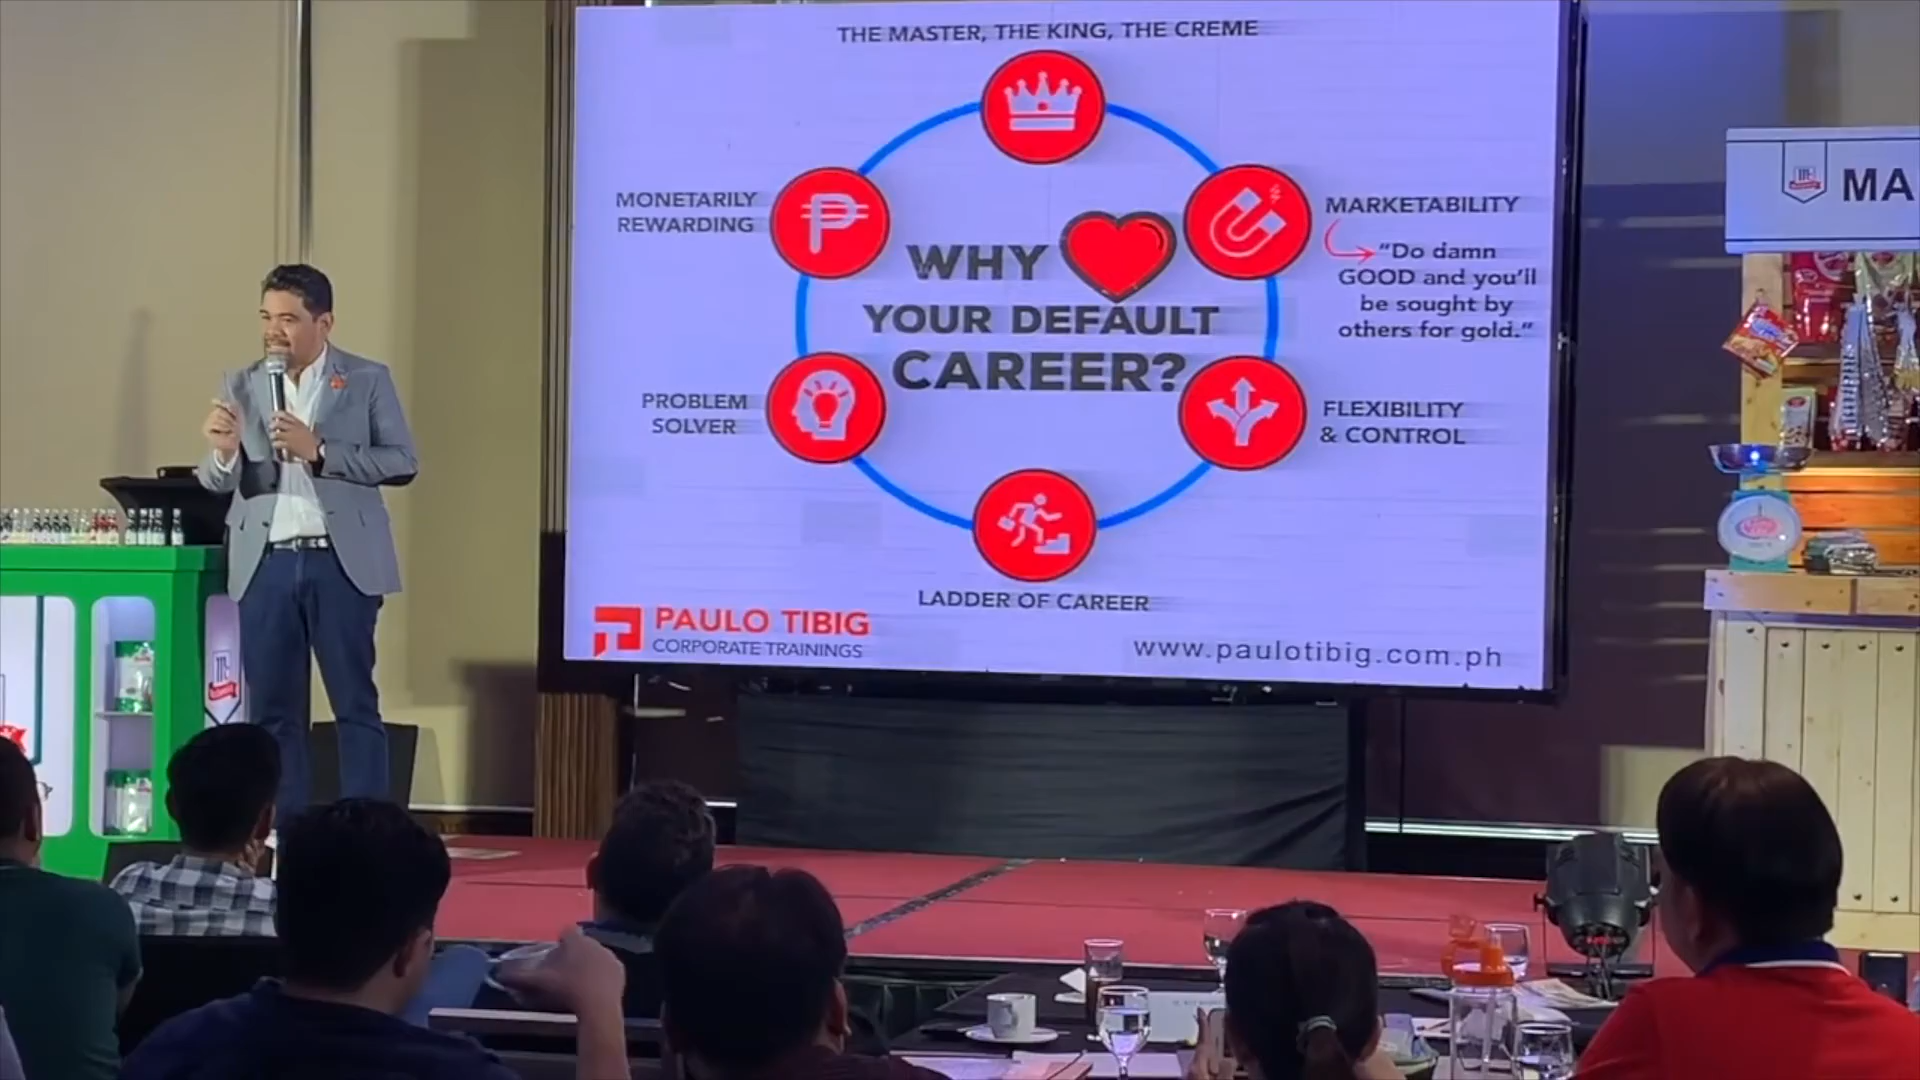 THE MASTER, THE KING, THE CREME
MONETARILY
REWARDING
MARKETABILITY
"Do damn
GOOD and you'll
be sought by
others for gold."
WHY
YOUR DEFAULT
CAREER?
PROBLEM
SOLVER
FLEXIBILITY
& CONTROL
LADDER OF CAREER
PAULO TIBIG
CORPORATE TRAININGS
www.paulotibig.com.ph
MA